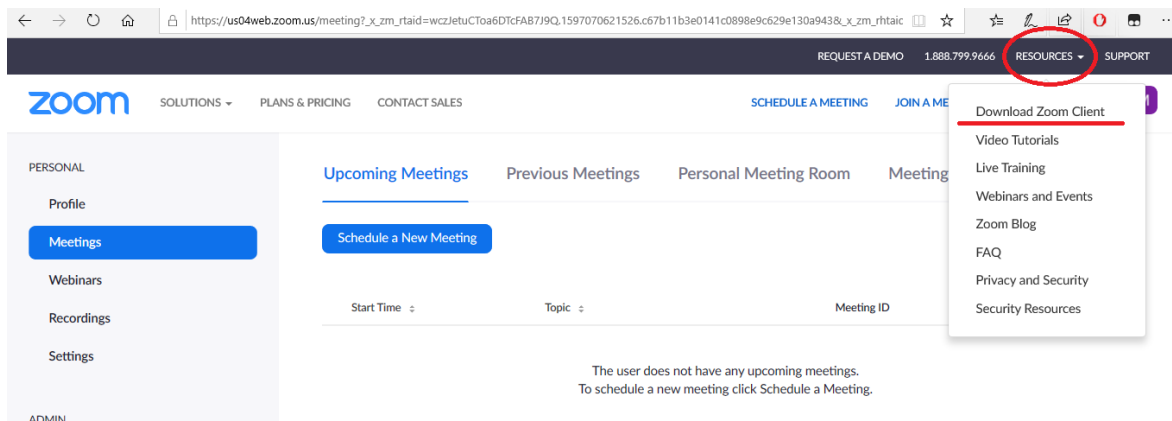 https://us04web.zoom.us/meeting?_x_zm_rtaid=wczJetuCToa6DTcFAB7J9Q.1597070621526.c67b11b3e0141c0898e9c629e130a943&_x_zm_rhtaic
REQUEST A DEMO 1.888.799.9666 RESOURCES SUPPORT
zoom SOLUTIONS PLANS & PRICING CONTACT SALES SCHEDULE A MEETING JOIN A ME
Download Zoom Client
Video Tutorials
Live Training
Webinars and Events
Zoom Blog
FAQ
Privacy and Security
Security Resources
PERSONAL
Profile
Meetings
Webinars
Recordings
Settings
ADMIN
Upcoming Meetings Previous Meetings Personal Meeting Room Meeting
Schedule a New Meeting
Start Time Topic Meeting ID
The user does not have any upcoming meetings.
To schedule a new meeting click Schedule a Meeting.